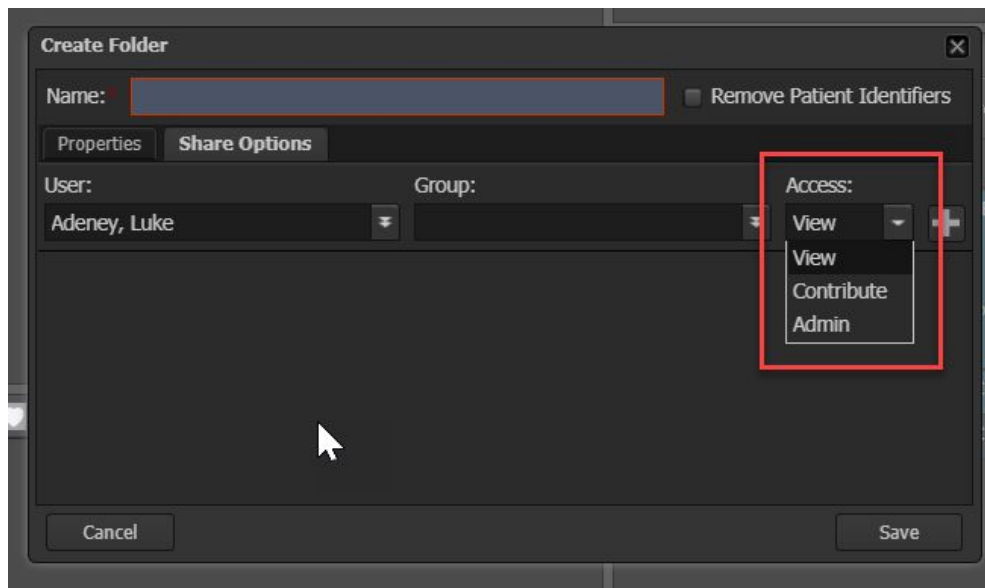 Create Folder
Name:* Remove Patient Identifiers
Properties Share Options
User: Group: Access:
Adeney, Luke View
View
Contribute
Admin
Cancel Save